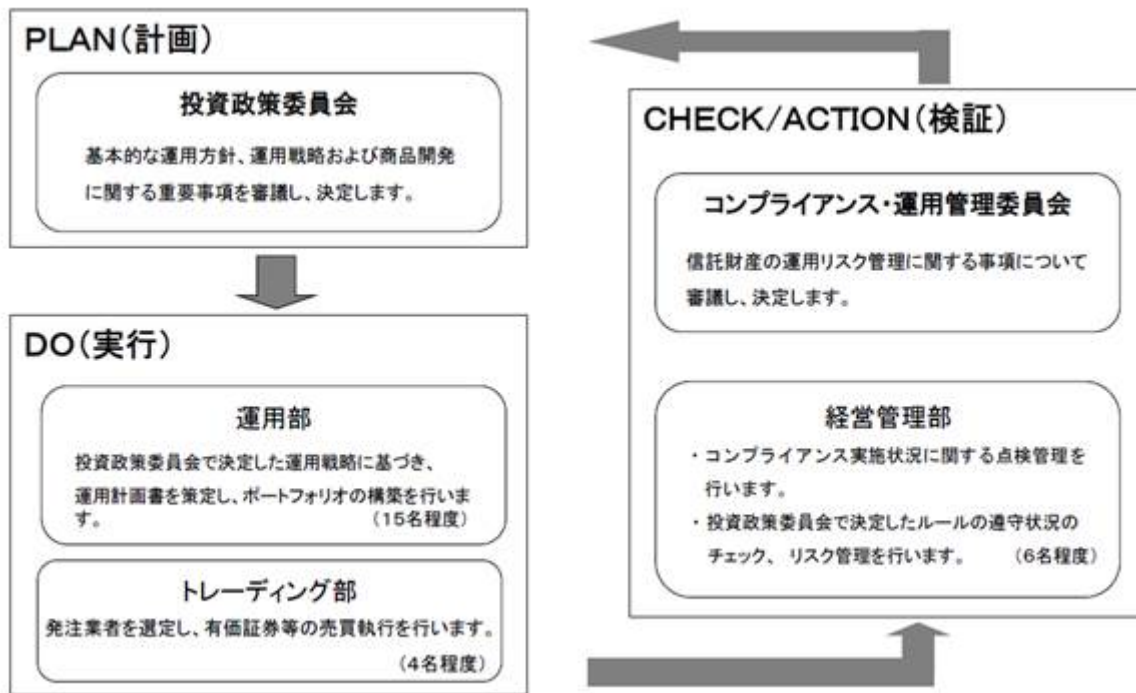 PLAN(計画)
投資政策委員会
基本的な運用方針、運用戦略および商品開発
に関する重要事項を審議し、決定します。
DO(実行)
運用部
投資政策委員会で決定した運用戦略に基づき、
運用計画書を策定し、ポートフォリオの構築を行いま
す。 (15名程度)
トレーディング部
発注業者を選定し、有価証券等の売買執行を行います。
(4名程度)
CHECK/ACTION(検証)
コンプライアンス・運用管理委員会
信託財産の運用リスク管理に関する事項について
審議し、決定します。
経営管理部
・コンプライアンス実施状況に関する点検管理を
行います。
・投資政策委員会で決定したルールの遵守状況の
チェック、 リスク管理を行います。 (6名程度)